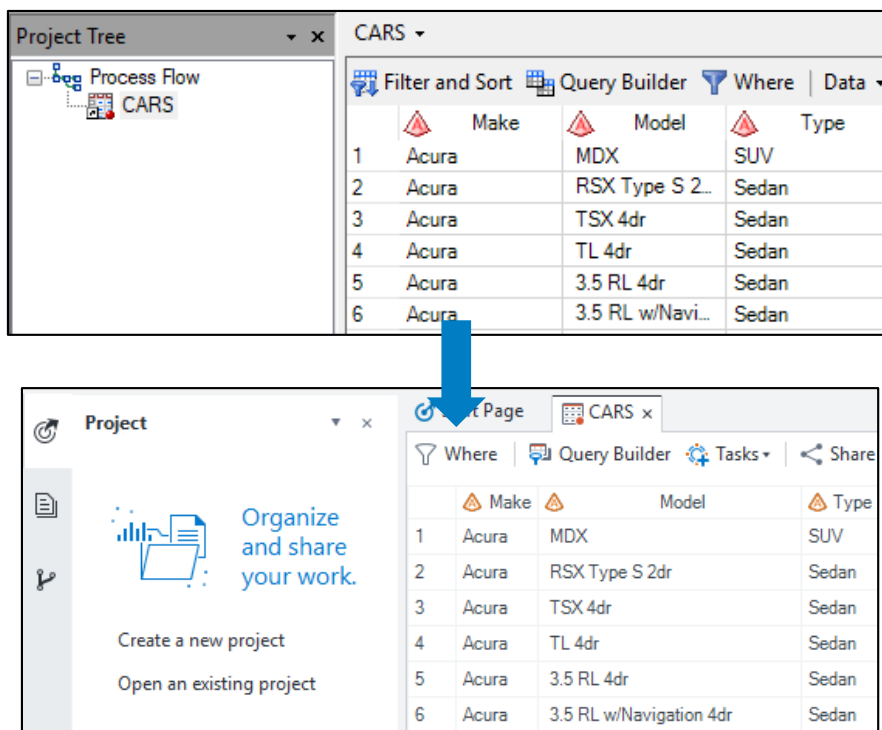 Project Tree
CARS
Process Flow
CARS
Filter and Sort Query Builder Where Data
Make Model Type
1 Acura MDX SUV
2 Acura RSX Type S 2... Sedan
3 Acura TSX 4dr Sedan
4 Acura TL 4dr Sedan
5 Acura 3.5 RL 4dr Sedan
6 Acura 3.5 RL w/Navi... Sedan
Project
Page CARS
Where Query Builder Tasks Share
Make Model Type
1 Acura MDX SUV
2 Acura RSX Type S 2dr Sedan
3 Acura TSX 4dr Sedan
4 Acura TL 4dr Sedan
5 Acura 3.5 RL 4dr Sedan
6 Acura 3.5 RL w/Navigation 4dr Sedan
Organize
and share
your work.
Create a new project
Open an existing project